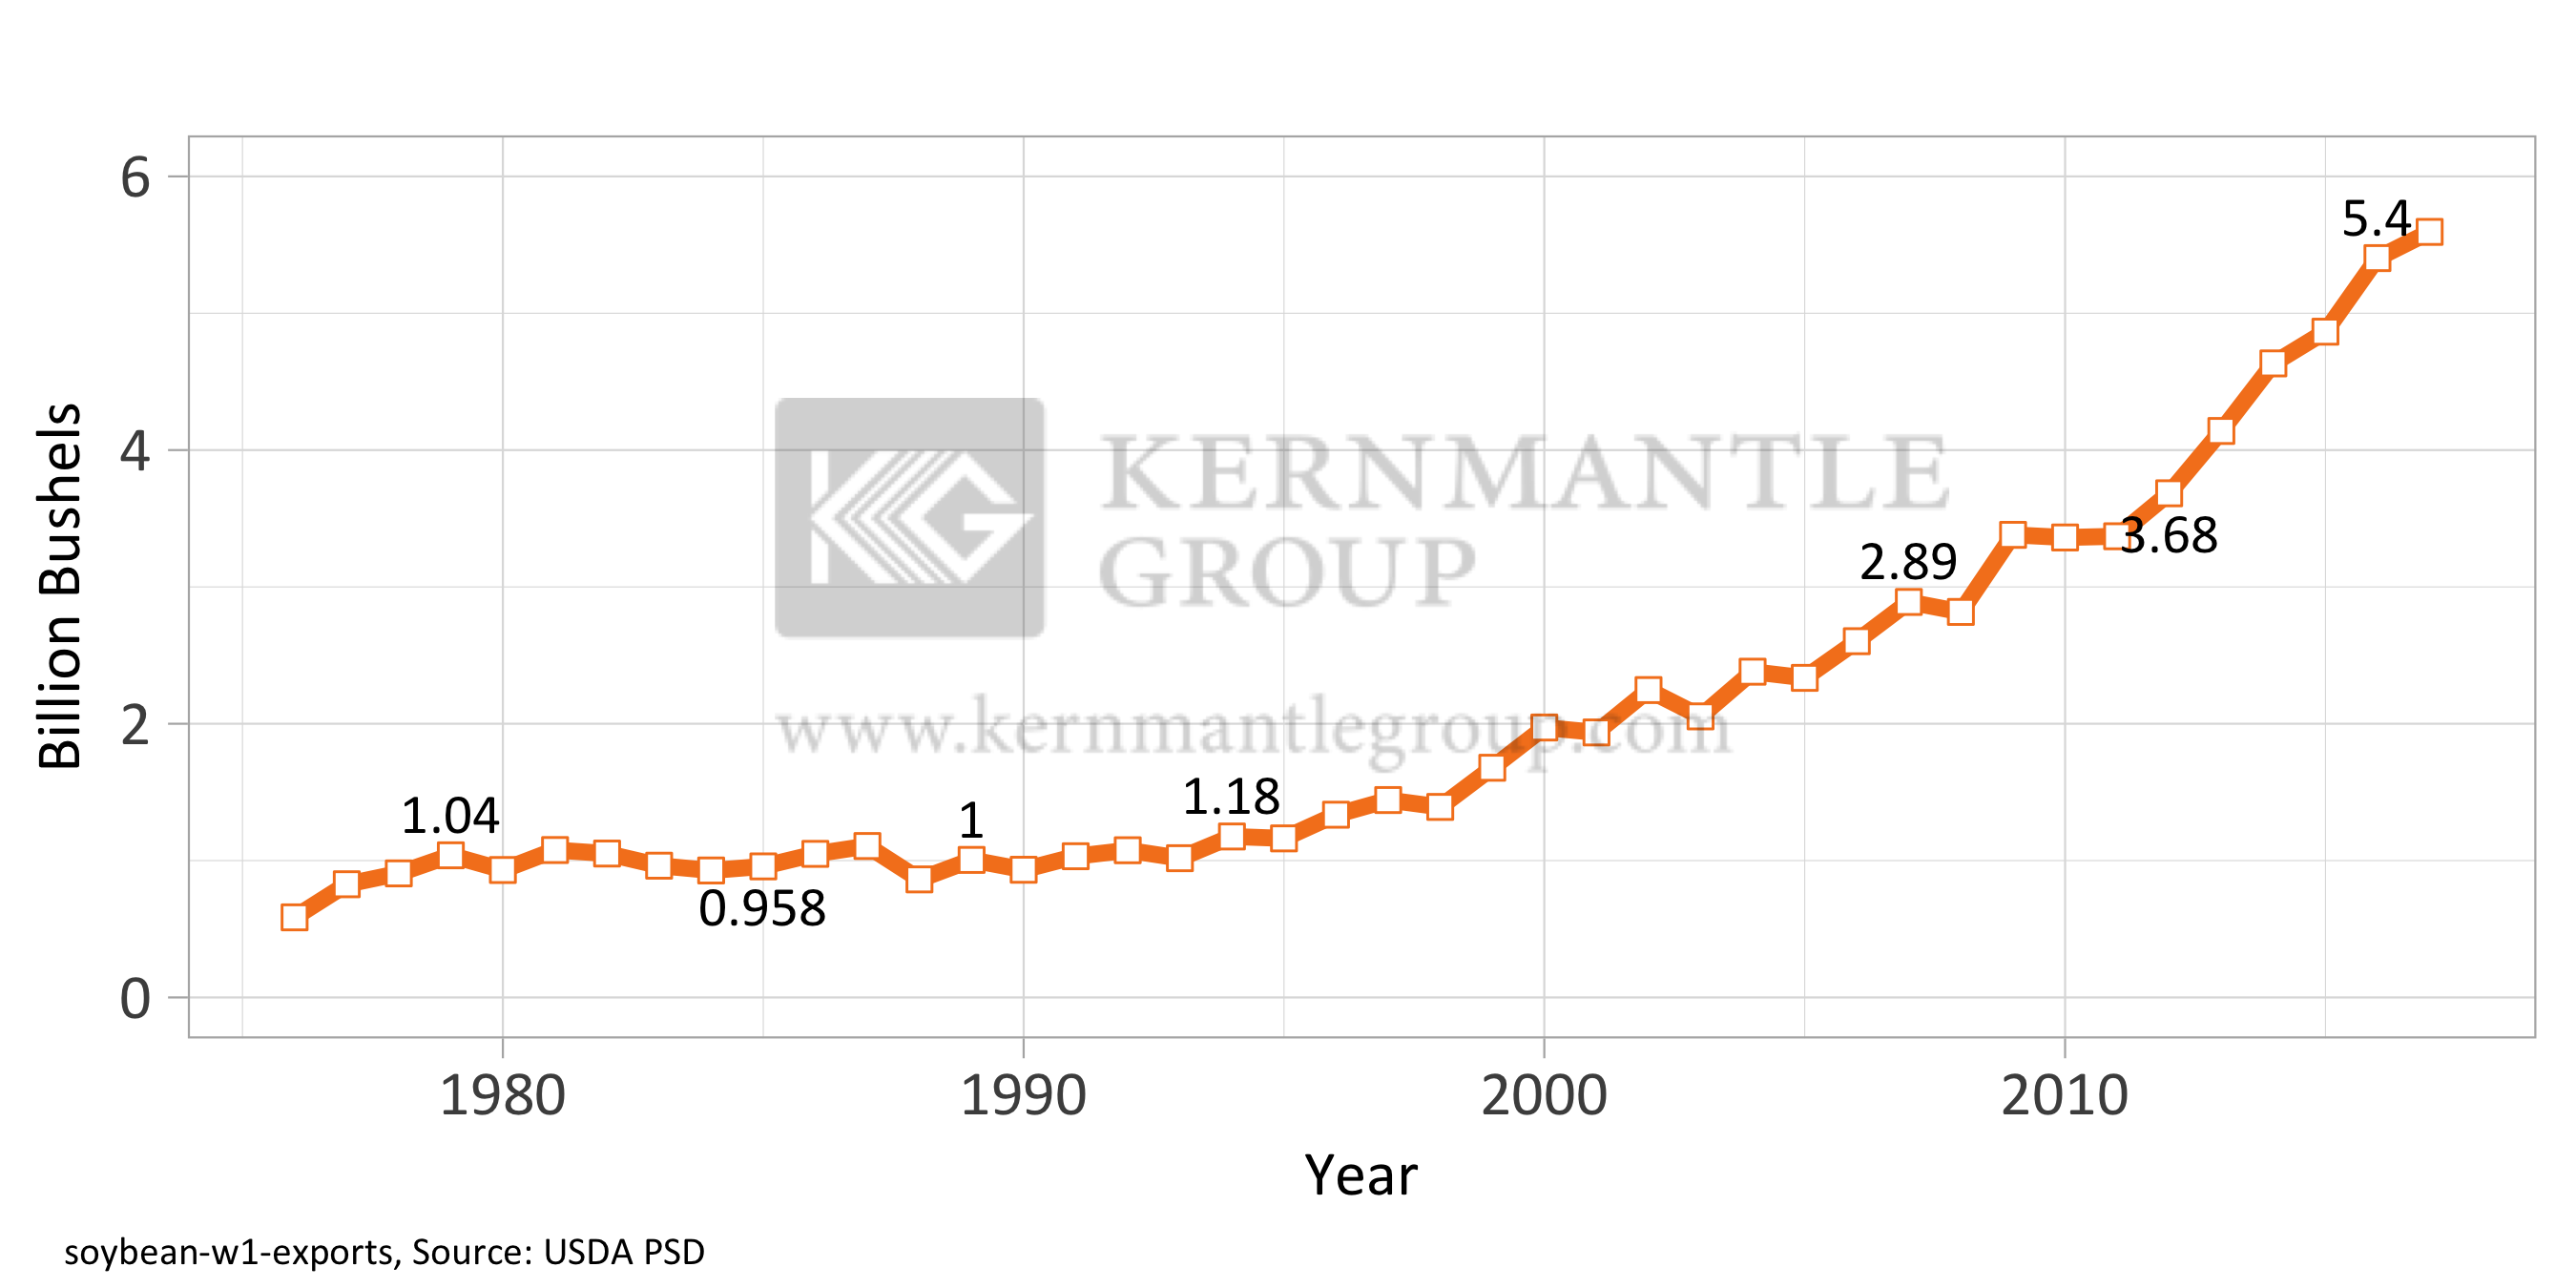 6
4
2
0
Billion Bushels
1.04
0.958
1
1.18
2.89
3.68
5.4
KG
KERNMANTLE
GROUP
www.kernmantlegroup.com
1980
1990
2000
2010
Year
soybean-w1-exports, Source: USDA PSD